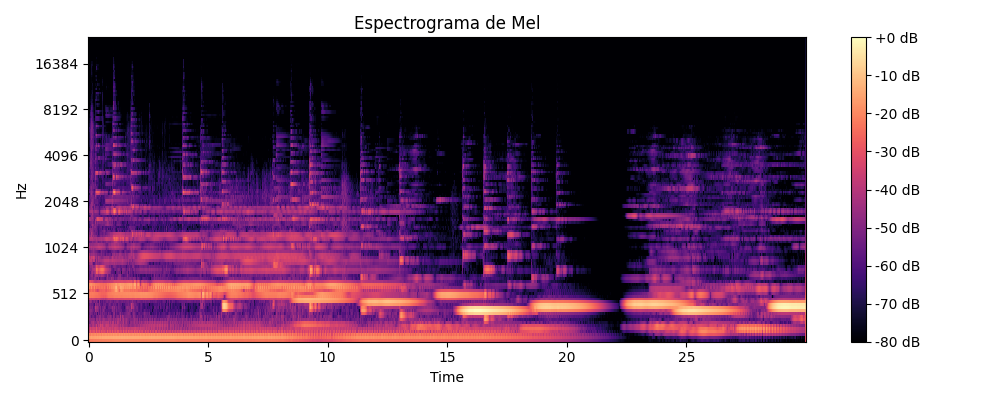 Espectrograma de Mel
Hz
16384
8192
4096
2048
1024
512
0
0 5 10 15 20 25
Time
+0 dB
-10 dB
-20 dB
-30 dB
-40 dB
-50 dB
-60 dB
-70 dB
-80 dB